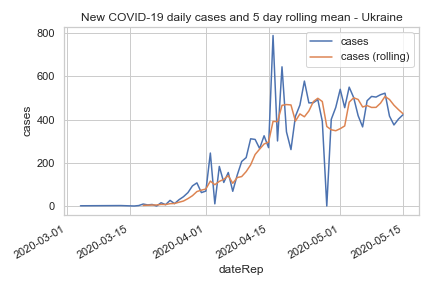 New COVID-19 daily cases and 5 day rolling mean - Ukraine
cases
cases (rolling)
800
600
400
200
0
cases
2020-03-01
2020-03-15
2020-04-01
2020-04-15
2020-05-01
2020-05-15
dateRep